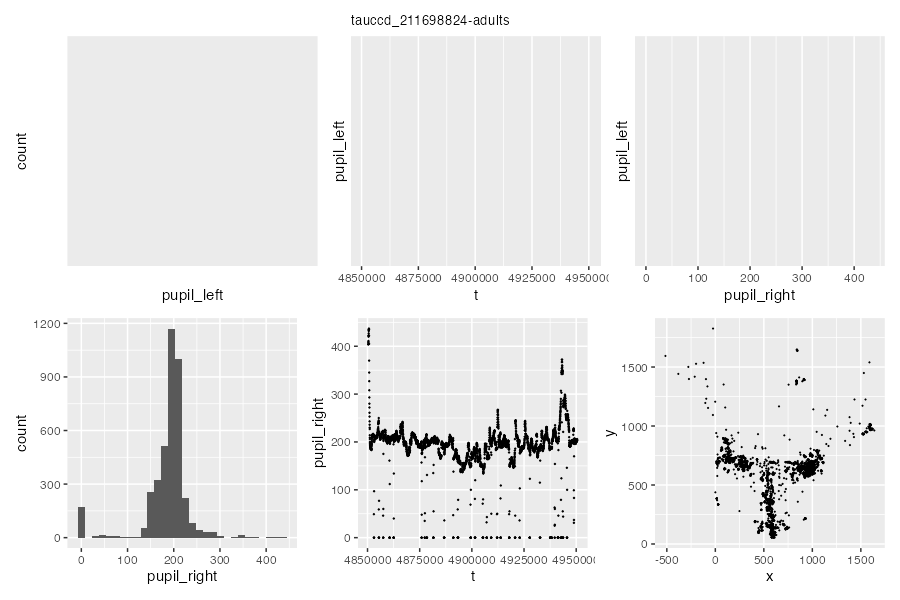 tauccd_211698824-adults
count
pupil_left
pupil_left
4850000 4875000 4900000 4925000 4950000
t
pupil_left
0 100 200 300 400
pupil_right
count
1200
900
600
300
0
0 100 200 300 400
pupil_right
pupil_right
400
300
200
100
0
4850000 4875000 4900000 4925000 495000
t
y
1500
1000
500
0
-500 0 500 1000 1500
x